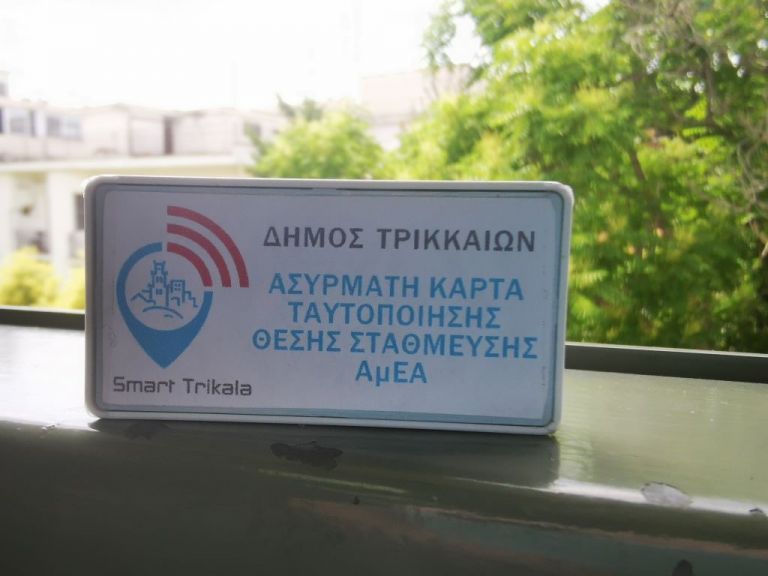 ΔΗΜΟΣ ΤΡΙΚΚΑΙΩΝ
ΑΣΥΡΜΑΤΗ ΚΑΡΤΑ
ΤΑΥΤΟΠΟΙΗΣΗΣ
ΘΕΣΗΣ ΣΤΑΘΜΕΥΣΗΣ
ΑμΕΑ
Smart Trikala